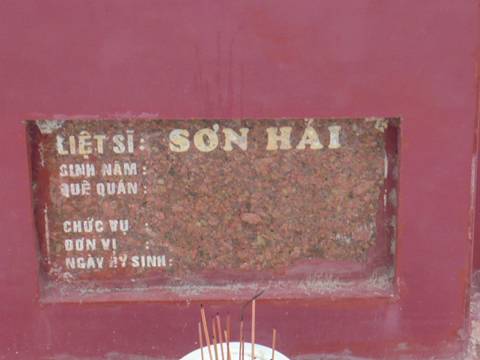 LIỆT SĨ : SƠN HẢI
SINH NĂM :
QUÊ QUÁN :
CHỨC VỤ :
ĐƠN VỊ :
NGÀY HY SINH :